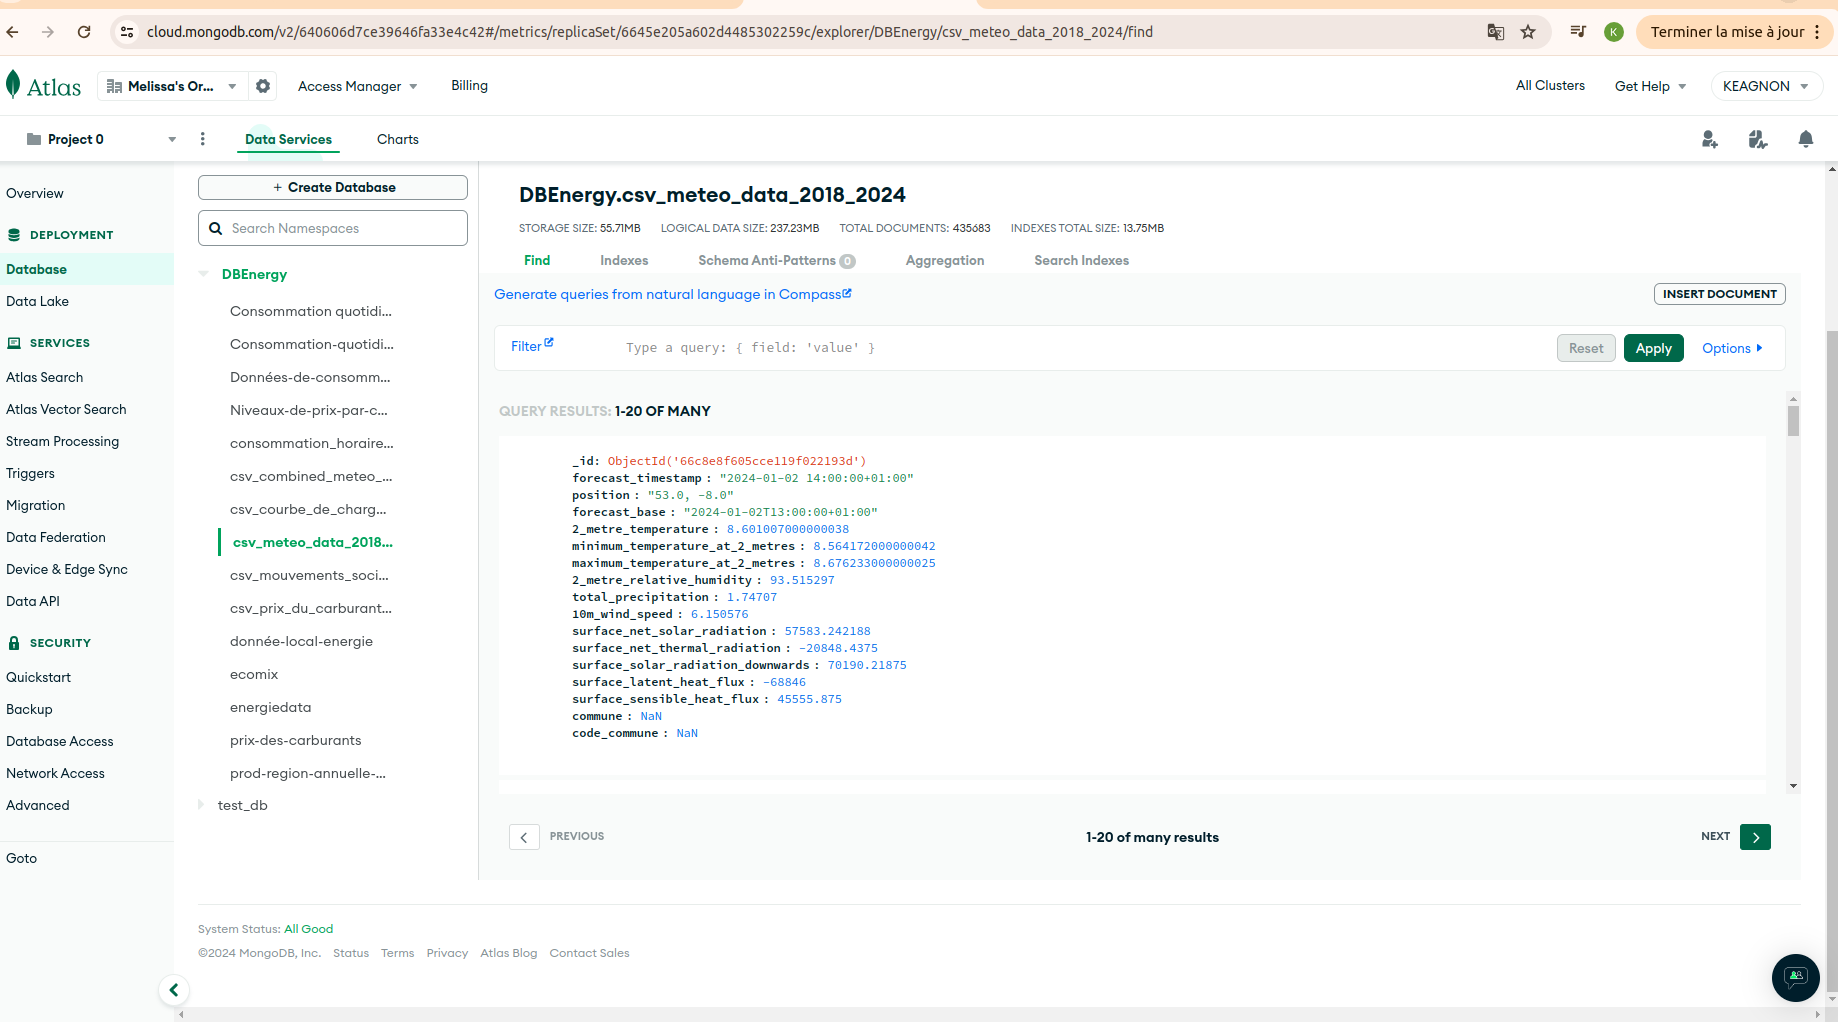 cloud.mongodb.com/v2/640606d7ce39646fa33e4c42#/metrics/replicaSet/6645e205a602d4485302259c/explorer/DBEnergy/csv_meteo_data_2018_2024/find
K
Terminer la mise à jour
Atlas
Melissa's Or...
Access Manager
Billing
All Clusters
Get Help
KEAGNON
Project 0
Data Services
Charts
Overview
DEPLOYMENT
Database
Data Lake
SERVICES
Atlas Search
Atlas Vector Search
Stream Processing
Triggers
Migration
Data Federation
Device & Edge Sync
Data API
SECURITY
Quickstart
Backup
Database Access
Network Access
Advanced
Goto
+ Create Database
Search Namespaces
DBEnergy
Consommation quotidi...
Consommation-quotidi...
Données-de-consomm...
Niveaux-de-prix-par-c...
consommation_horaire...
csv_combined_meteo_...
csv_courbe_de_charg...
csv_meteo_data_2018...
csv_mouvements_soci...
csv_prix_du_carburant...
donnée-local-energie
ecomix
energiedata
prix-des-carburants
prod-region-annuelle-...
test_db
DBEnergy.csv_meteo_data_2018_2024
STORAGE SIZE: 55.71MB LOGICAL DATA SIZE: 237.23MB TOTAL DOCUMENTS: 435683 INDEXES TOTAL SIZE: 13.75MB
Find Indexes Schema Anti-Patterns 0 Aggregation Search Indexes
Generate queries from natural language in Compass
INSERT DOCUMENT
Filter
Type a query: { field: 'value' }
Reset
Apply
Options
QUERY RESULTS: 1-20 OF MANY
_id: ObjectId('66c8e8f605cce119f022193d')
forecast_timestamp : "2024-01-02 14:00:00+01:00"
position : "53.0, -8.0"
forecast_base : "2024-01-02T13:00:00+01:00"
2_metre_temperature : 8.601007000000038
minimum_temperature_at_2_metres : 8.564172000000042
maximum_temperature_at_2_metres : 8.676233000000025
2_metre_relative_humidity : 93.515297
total_precipitation : 1.74707
10m_wind_speed : 6.150576
surface_net_solar_radiation : 57583.242188
surface_net_thermal_radiation : -20848.4375
surface_solar_radiation_downwards : 70190.21875
surface_latent_heat_flux : -68846
surface_sensible_heat_flux : 45555.875
commune : NaN
code_commune : NaN
PREVIOUS
1-20 of many results
NEXT
System Status: All Good
©2024 MongoDB, Inc. Status Terms Privacy Atlas Blog Contact Sales